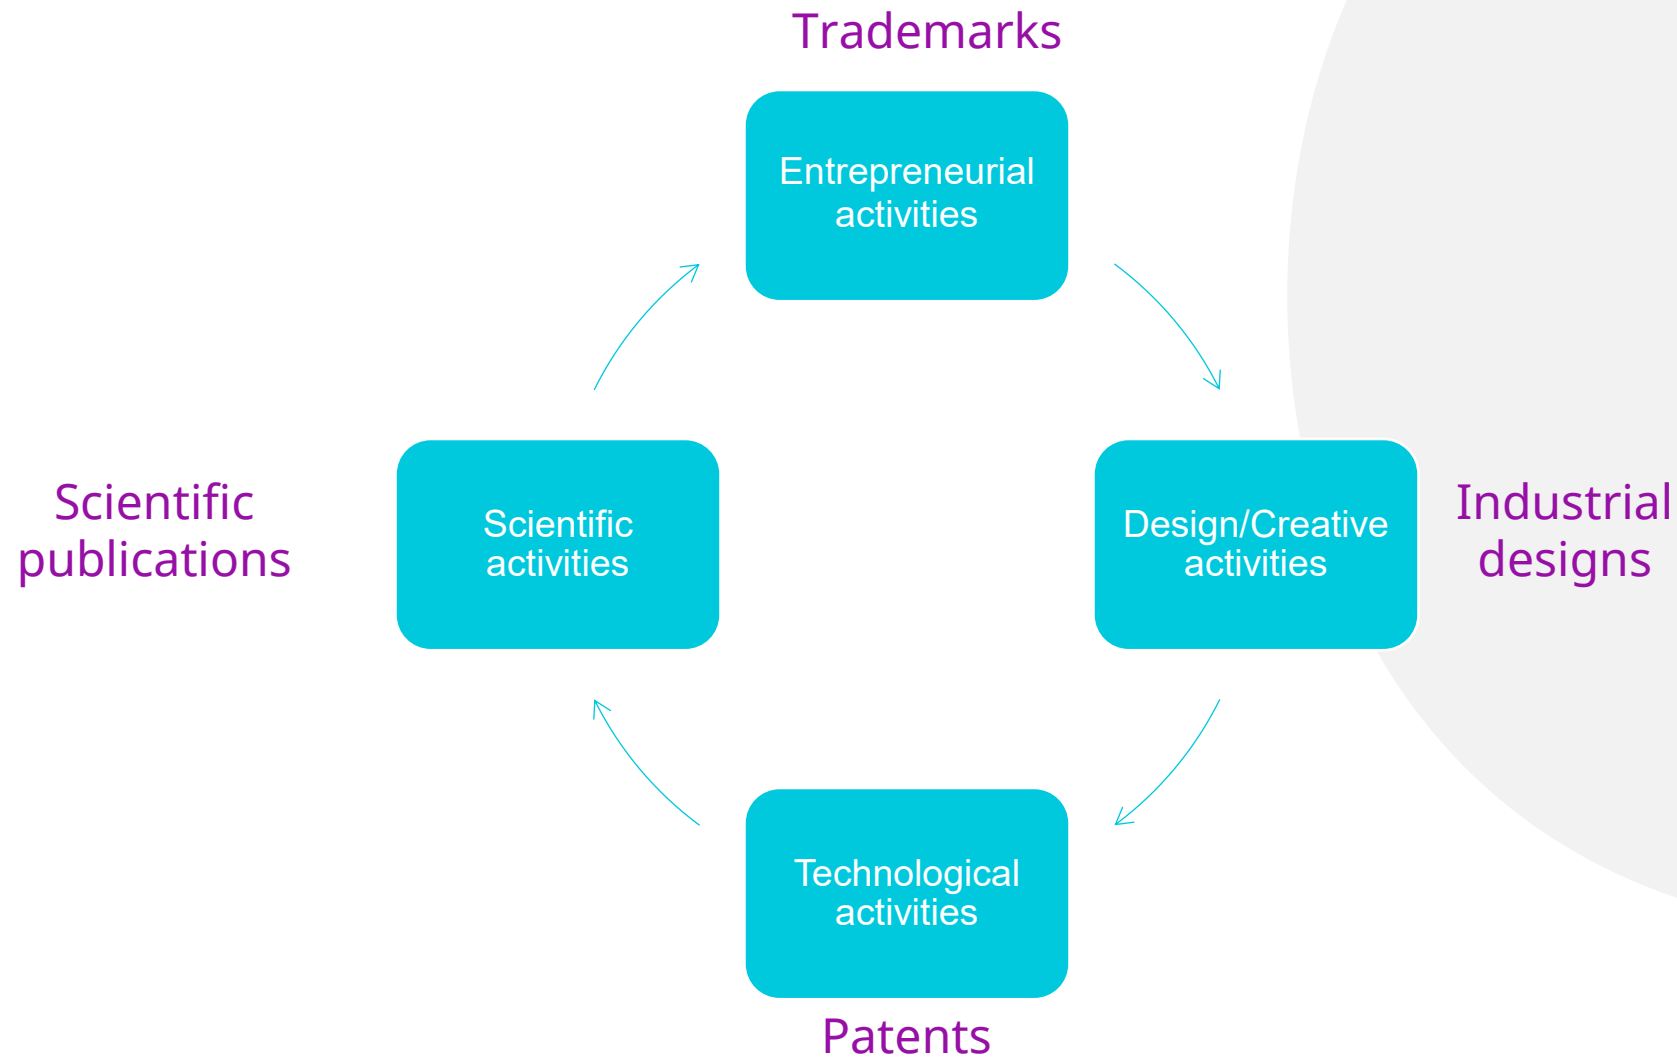 Trademarks
Entrepreneurial
activities
Scientific
publications
Scientific
activities
Design/Creative
activities
Industrial
designs
Technological
activities
Patents